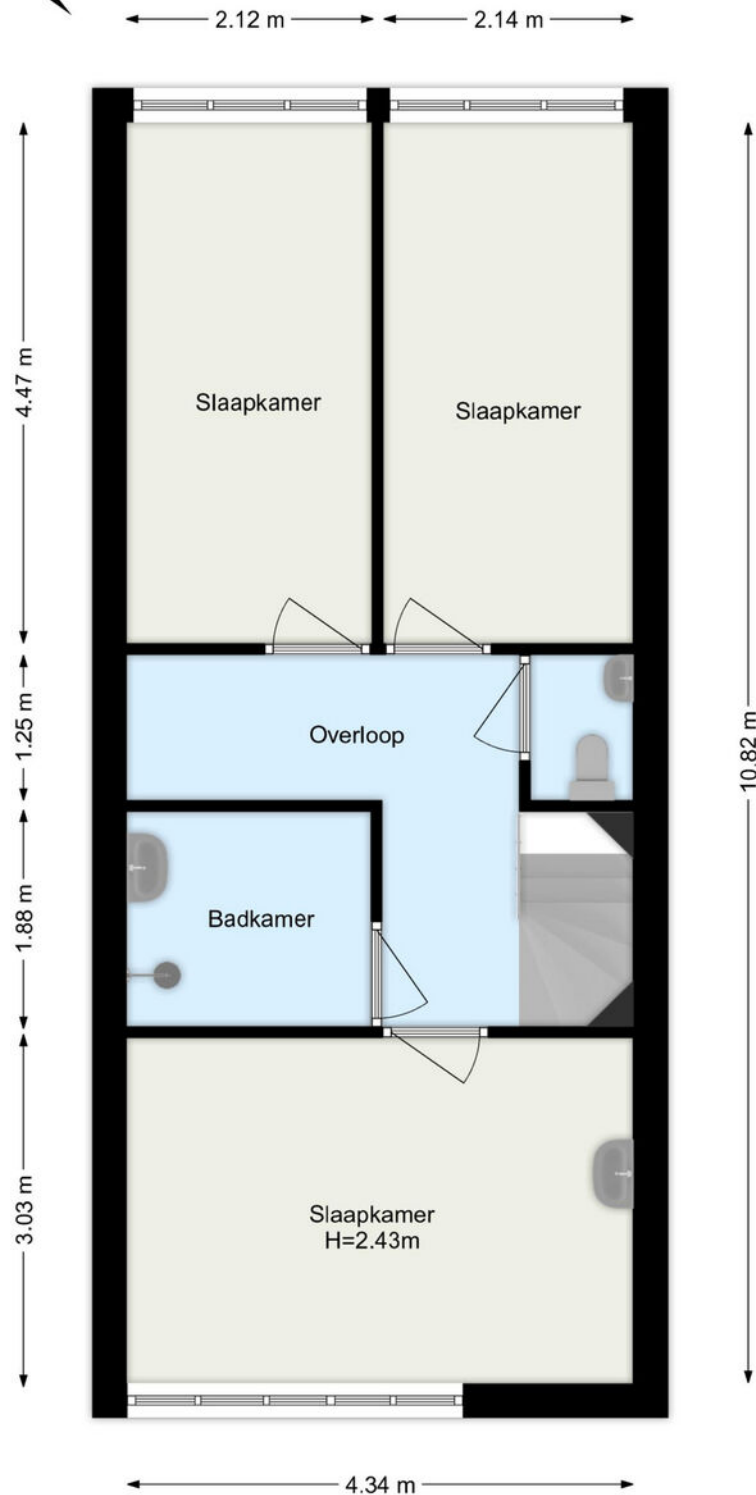 2.12 m
2.14 m
4.47 m
Slaapkamer
Slaapkamer
1.25 m
Overloop
10.82 m
1.88 m
Badkamer
3.03 m
Slaapkamer
H=2.43m
4.34 m